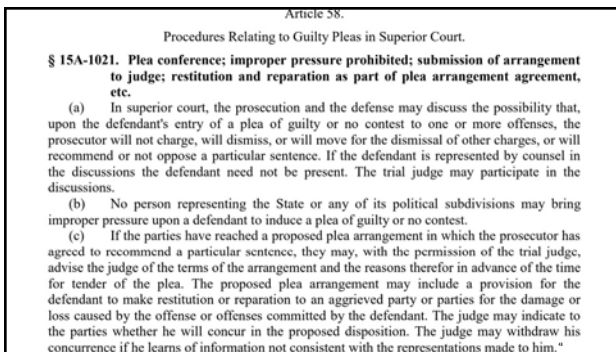 Article 58.
Procedures Relating to Guilty Pleas in Superior Court.
§ 15A-1021. Plea conference; improper pressure prohibited; submission of arrangement
to judge; restitution and reparation as part of plea arrangement agreement,
etc.
(a) In superior court, the prosecution and the defense may discuss the possibility that,
upon the defendant's entry of a plea of guilty or no contest to one or more offenses, the
prosecutor will not charge, will dismiss, or will move for the dismissal of other charges, or will
recommend or not oppose a particular sentence. If the defendant is represented by counsel in
the discussions the defendant need not be present. The trial judge may participate in the
discussions.
(b) No person representing the State or any of its political subdivisions may bring
improper pressure upon a defendant to induce a plea of guilty or no contest.
(c) If the parties have reached a proposed plea arrangement in which the prosecutor has
agreed to recommend a particular sentence, they may, with the permission of the trial judge,
advise the judge of the terms of the arrangement and the reasons therefor in advance of the time
for tender of the plea. The proposed plea arrangement may include a provision for the
defendant to make restitution or reparation to an aggrieved party or parties for the damage or
loss caused by the offense or offenses committed by the defendant. The judge may indicate to
the parties whether he will concur in the proposed disposition. The judge may withdraw his
concurrence if he learns of information not consistent with the representations made to him."